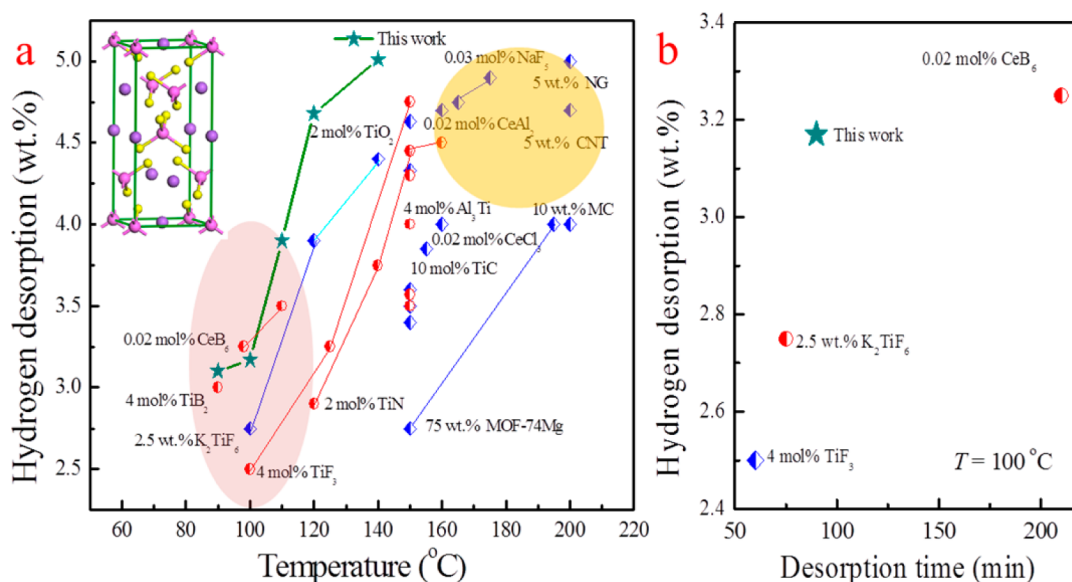 a
This work
0.03 mol% NaF₅
5 wt.% NG
0.02 mol% CeAl₂
2 mol% TiO₂
5 wt.% CNT
4 mol% Al₃Ti
10 wt.% MC
0.02 mol% CeCl₃
10 mol% TiC
0.02 mol% CeB₆
4 mol% TiB₂
2 mol% TiN
2.5 wt.% K₂TiF₆
75 wt. % MOF-74Mg
4 mol% TiF₃
Hydrogen desorption (wt.%)
5.0
4.5
4.0
3.5
3.0
2.5
60 80 100 120 140 160 180 200 220
Temperature (°C)
b
0.02 mol% CeB₆
This work
2.5 wt.% K₂TiF₆
4 mol% TiF₃
T = 100 °C
Hydrogen desorption (wt.%)
3.4
3.2
3.0
2.8
2.6
2.4
50 100 150 200
Desorption time (min)